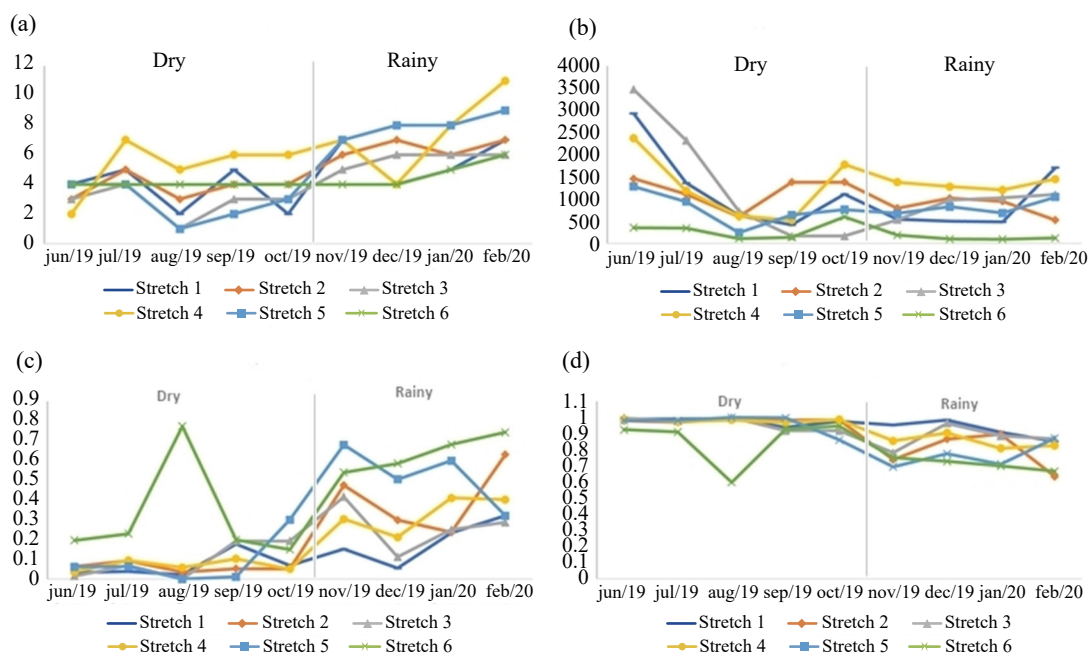 (a)
Dry Rainy
12
10
8
6
4
2
0
jun/19 jul/19 aug/19 sep/19 oct/19 nov/19 dec/19 jan/20 feb/20
Stretch 1 Stretch 2 Stretch 3
Stretch 4 Stretch 5 Stretch 6
(b)
Dry Rainy
4000
3500
3000
2500
2000
1500
1000
500
0
jun/19 jul/19 aug/19 sep/19 oct/19 nov/19 dec/19 jan/20 feb/20
Stretch 1 Stretch 2 Stretch 3
Stretch 4 Stretch 5 Stretch 6
(c)
Dry Rainy
0.9
0.8
0.7
0.6
0.5
0.4
0.3
0.2
0.1
0
jun/19 jul/19 aug/19 sep/19 oct/19 nov/19 dec/19 jan/20 feb/20
Stretch 1 Stretch 2 Stretch 3
Stretch 4 Stretch 5 Stretch 6
(d)
Dry Rainy
1.1
1
0.9
0.8
0.7
0.6
0.5
0.4
0.3
0.2
0.1
0
jun/19 jul/19 aug/19 sep/19 oct/19 nov/19 dec/19 jan/20 feb/20
Stretch 1 Stretch 2 Stretch 3
Stretch 4 Stretch 5 Stretch 6